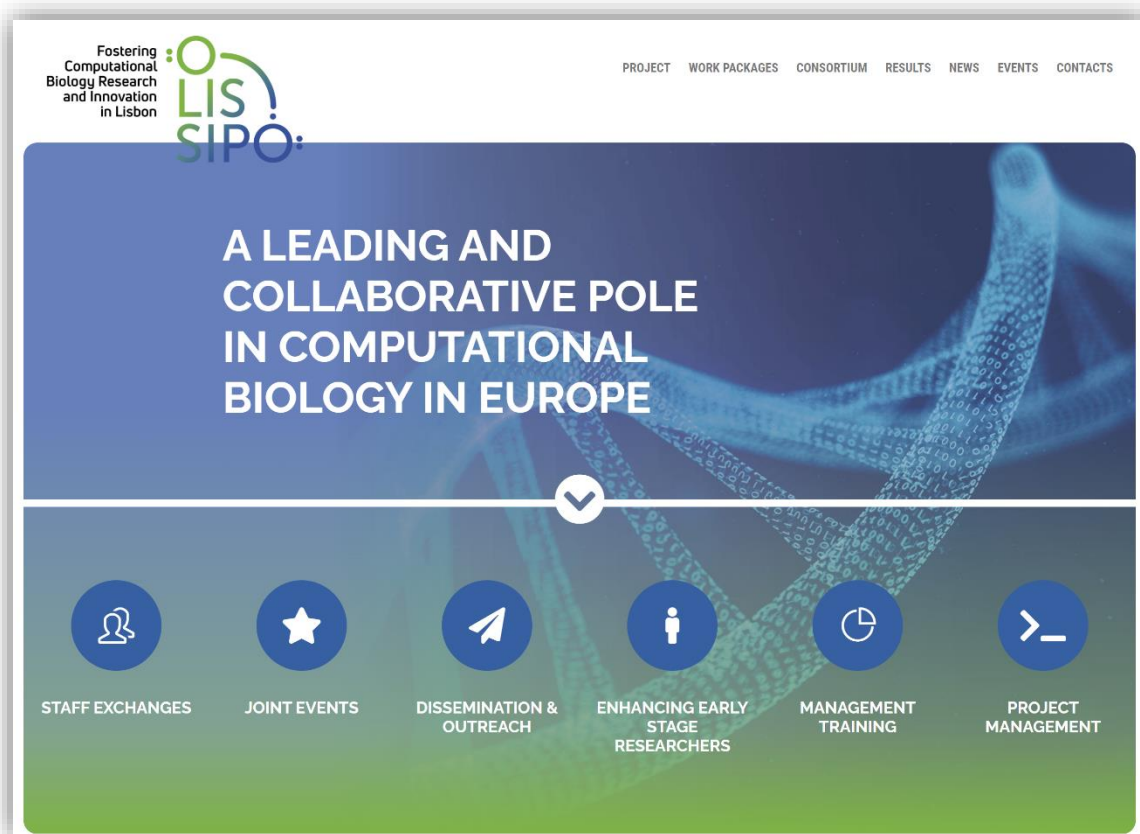 Fostering
Computational
Biology Research
and Innovation
in Lisbon
OLISSIPO
PROJECT WORK PACKAGES CONSORTIUM RESULTS NEWS EVENTS CONTACTS
A LEADING AND
COLLABORATIVE POLE
IN COMPUTATIONAL
BIOLOGY IN EUROPE
STAFF EXCHANGES
JOINT EVENTS
DISSEMINATION &
OUTREACH
ENHANCING EARLY
STAGE
RESEARCHERS
MANAGEMENT
TRAINING
PROJECT
MANAGEMENT